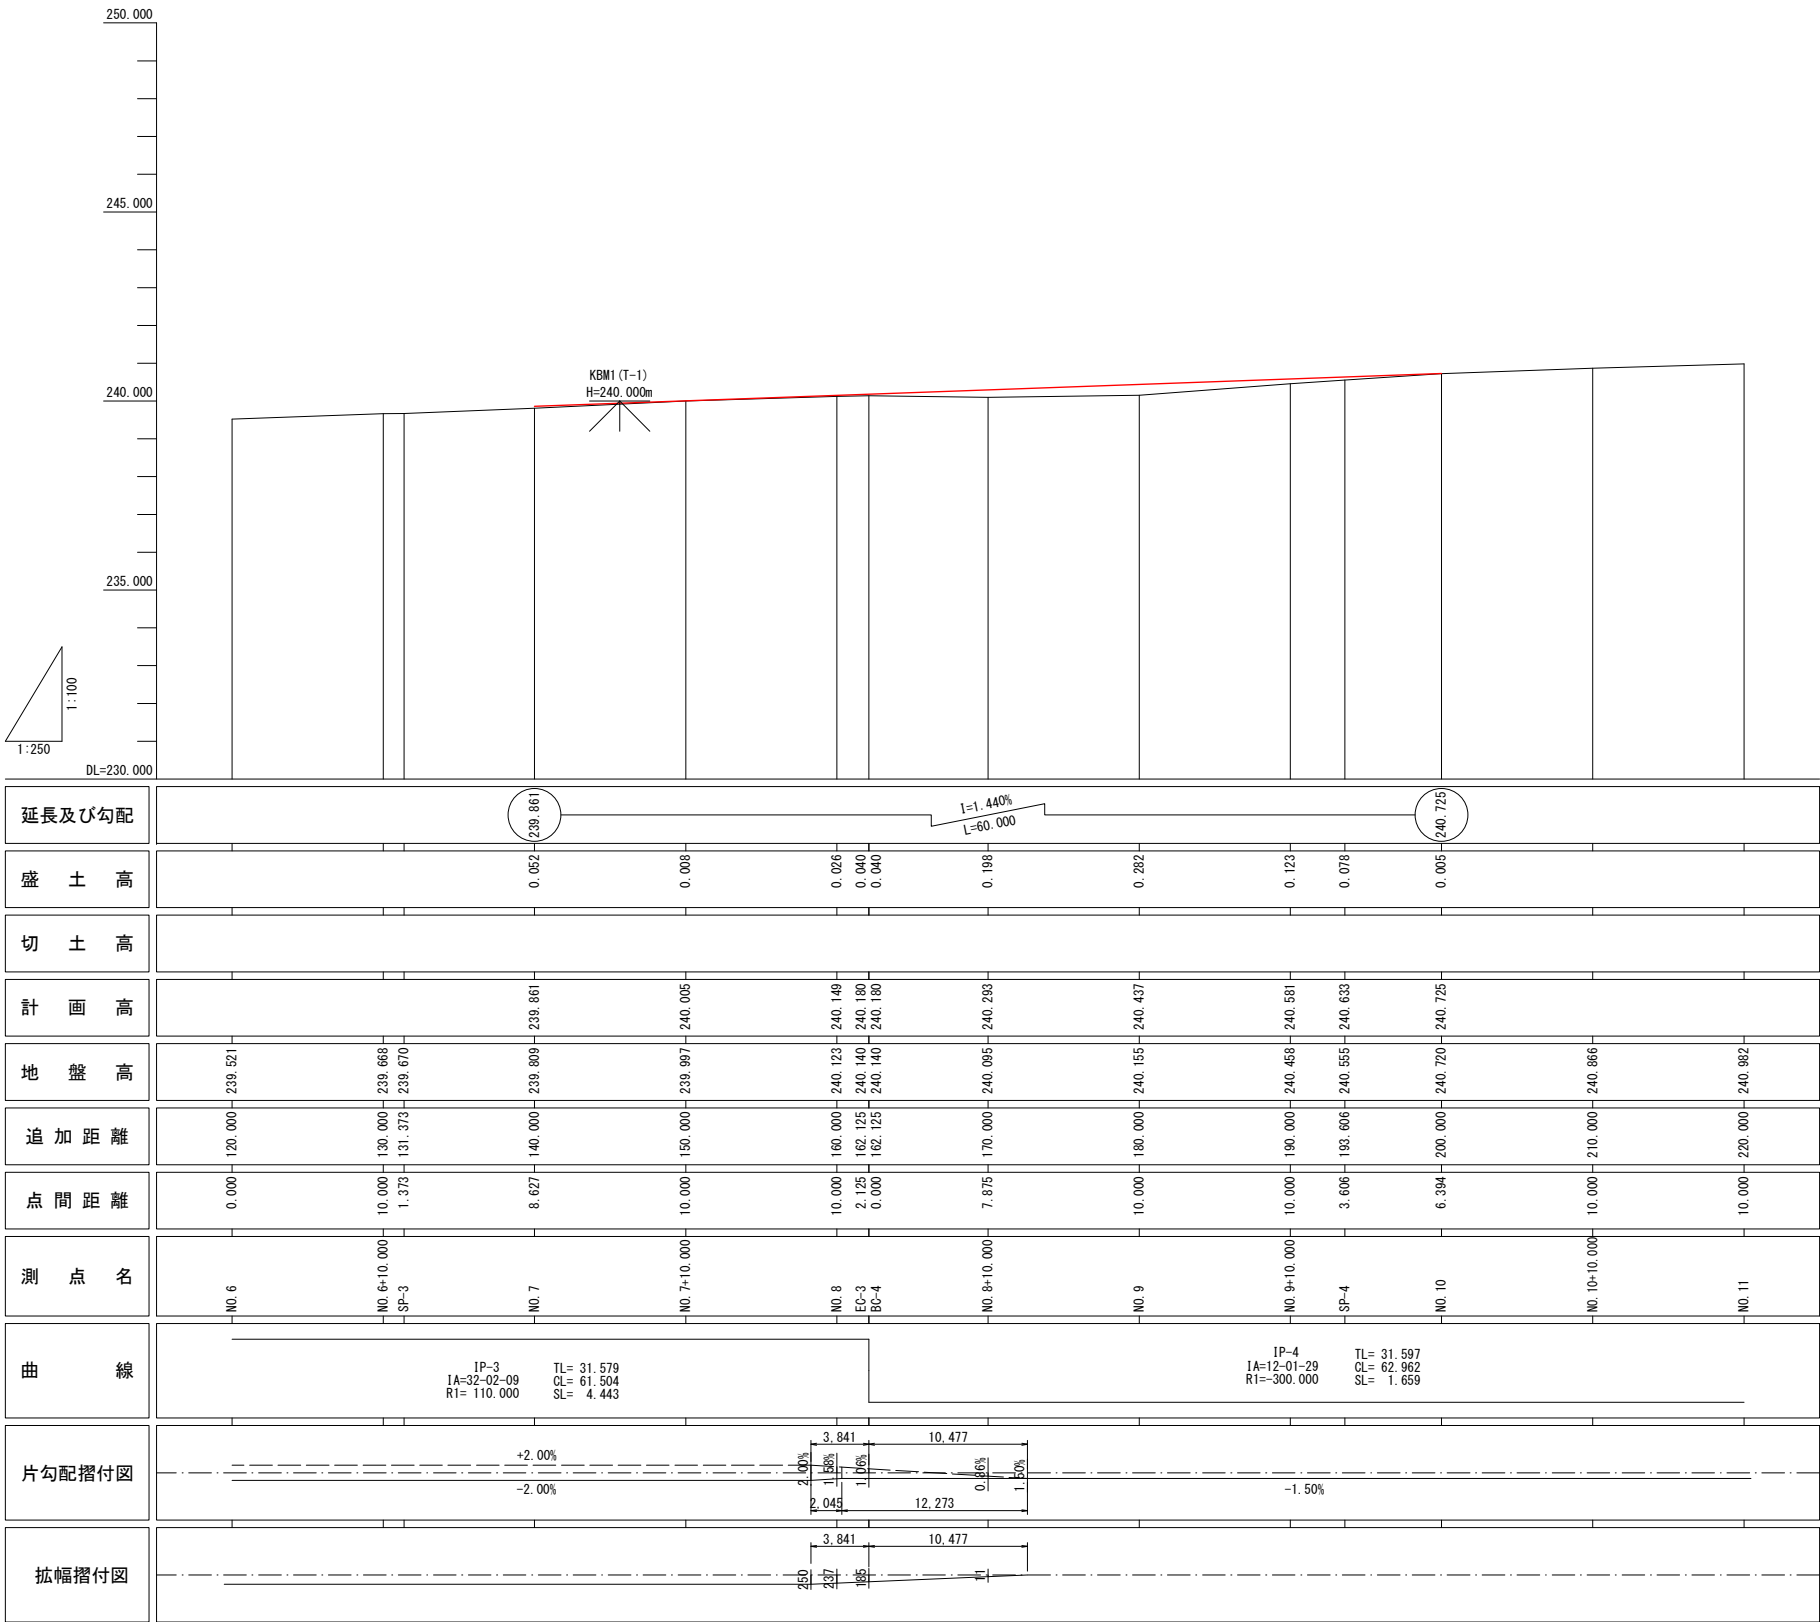 250.000
245.000
240.000
235.000
DL=230.000
1:100
1:250
KBM1(T-1)
H=240.000m
延長及び勾配
239.861
I=1.440%
L=60.000
240.725
盛土高
0.052
0.008
0.026
0.040
0.040
0.198
0.282
0.123
0.078
0.005
切土高
計画高
239.861
240.005
240.149
240.180
240.180
240.293
240.437
240.581
240.633
240.725
地盤高
239.521
239.668
239.670
239.809
239.997
240.123
240.140
240.140
240.095
240.155
240.458
240.555
240.720
240.866
240.982
追加距離
120.000
130.000
131.373
140.000
150.000
160.000
162.125
162.125
170.000
180.000
190.000
193.606
200.000
210.000
220.000
点間距離
0.000
10.000
1.373
8.627
10.000
10.000
2.125
0.000
7.875
10.000
10.000
3.606
6.394
10.000
10.000
測点名
NO.6
NO.6+10.000
SP-3
NO.7
NO.7+10.000
NO.8
EC-3
BC-4
NO.8+10.000
NO.9
NO.9+10.000
SP-4
NO.10
NO.10+10.000
NO.11
曲線
IP-3
IA=32-02-09
R1= 110.000
TL= 31.579
CL= 61.504
SL= 4.443
IP-4
IA=12-01-29
R1=-300.000
TL= 31.597
CL= 62.962
SL= 1.659
片勾配摺付図
+2.00%
-2.00%
3,841
10,477
2.00%
1.58%
1.06%
0.86%
1.50%
2,045
12,273
-1.50%
拡幅摺付図
3,841
10,477
250
237
185
11